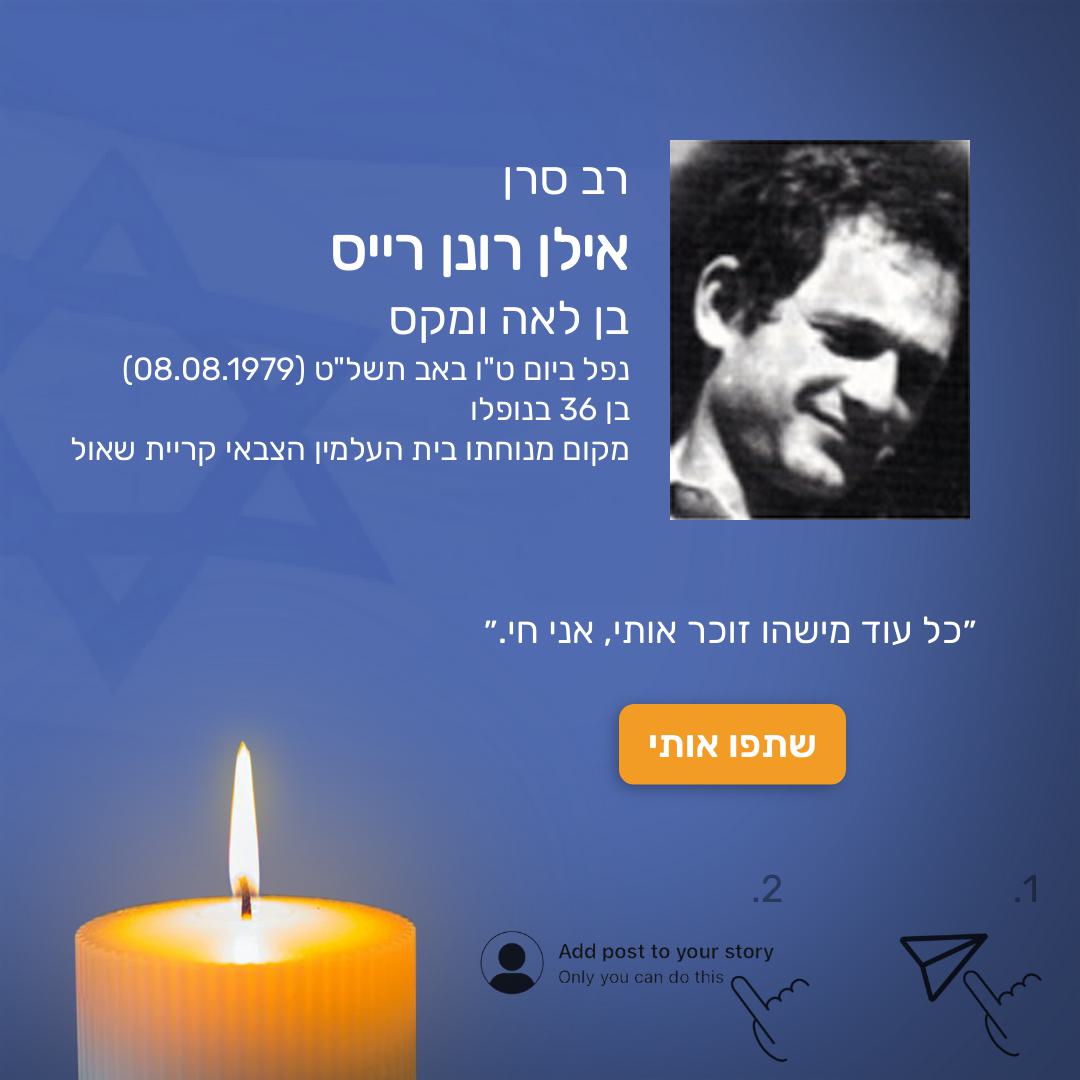 רב סרן
אילן רונן רייס
בן לאה ומקס
נפל ביום ט"ו באב תשל"ט (08.08.1979)
בן 36 בנופלו
מקום מנוחתו בית העלמין הצבאי קריית שאול
״כל עוד מישהו זוכר אותי, אני חי.״
שתפו אותי
1.
2.
Add post to your story
Only you can do this